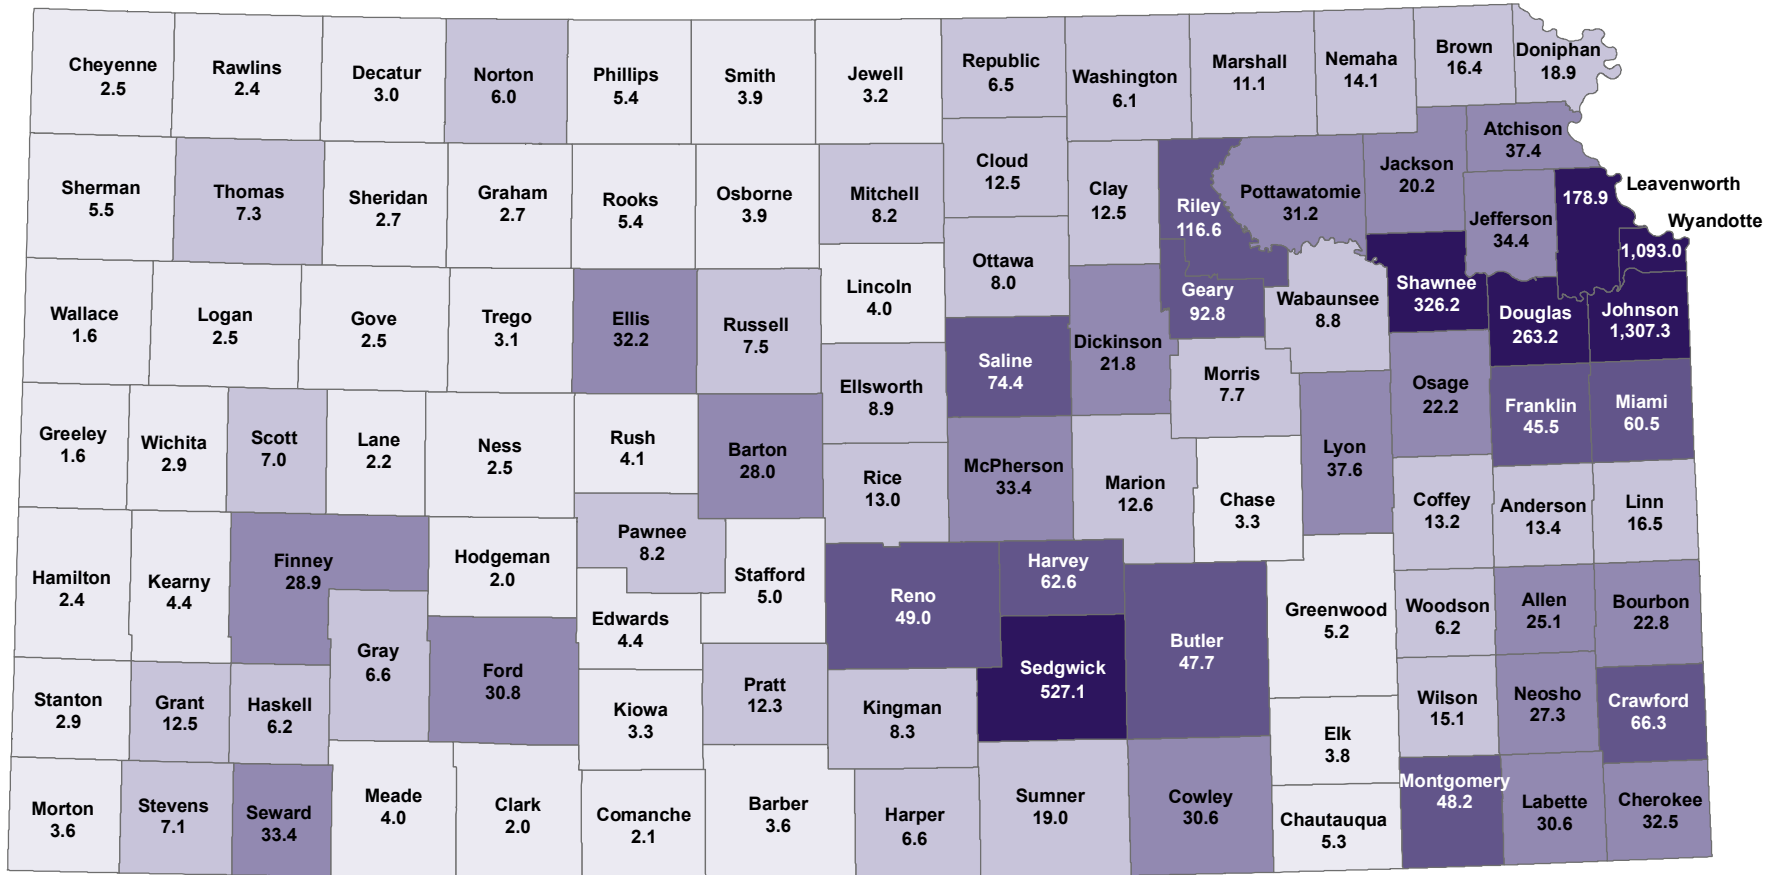 Cheyenne
2.5
Rawlins
2.4
Decatur
3.0
Norton
6.0
Phillips
5.4
Smith
3.9
Jewell
3.2
Republic
6.5
Washington
6.1
Marshall
11.1
Nemaha
14.1
Brown
16.4
Doniphan
18.9
Sherman
5.5
Thomas
7.3
Sheridan
2.7
Graham
2.7
Rooks
5.4
Osborne
3.9
Mitchell
8.2
Cloud
12.5
Clay
12.5
Riley
116.6
Pottawatomie
31.2
Jackson
20.2
Atchison
37.4
Jefferson
34.4
178.9
Leavenworth
Wyandotte
1,093.0
Wallace
1.6
Logan
2.5
Gove
2.5
Trego
3.1
Ellis
32.2
Russell
7.5
Lincoln
4.0
Ottawa
8.0
Saline
74.4
Dickinson
21.8
Geary
92.8
Wabaunsee
8.8
Shawnee
326.2
Douglas
263.2
Johnson
1,307.3
Greeley
1.6
Wichita
2.9
Scott
7.0
Lane
2.2
Ness
2.5
Rush
4.1
Barton
28.0
Ellsworth
8.9
Rice
13.0
McPherson
33.4
Marion
12.6
Morris
7.7
Chase
3.3
Lyon
37.6
Osage
22.2
Franklin
45.5
Miami
60.5
Coffey
13.2
Anderson
13.4
Linn
16.5
Hamilton
2.4
Kearny
4.4
Finney
28.9
Hodgeman
2.0
Pawnee
8.2
Stafford
5.0
Edwards
4.4
Gray
6.6
Ford
30.8
Reno
49.0
Harvey
62.6
Sedgwick
527.1
Butler
47.7
Greenwood
5.2
Woodson
6.2
Allen
25.1
Bourbon
22.8
Stanton
2.9
Grant
12.5
Haskell
6.2
Kiowa
3.3
Pratt
12.3
Kingman
8.3
Elk
3.8
Wilson
15.1
Neosho
27.3
Crawford
66.3
Morton
3.6
Stevens
7.1
Seward
33.4
Meade
4.0
Clark
2.0
Comanche
2.1
Barber
3.6
Harper
6.6
Sumner
19.0
Cowley
30.6
Chautauqua
5.3
Montgomery
48.2
Labette
30.6
Cherokee
32.5